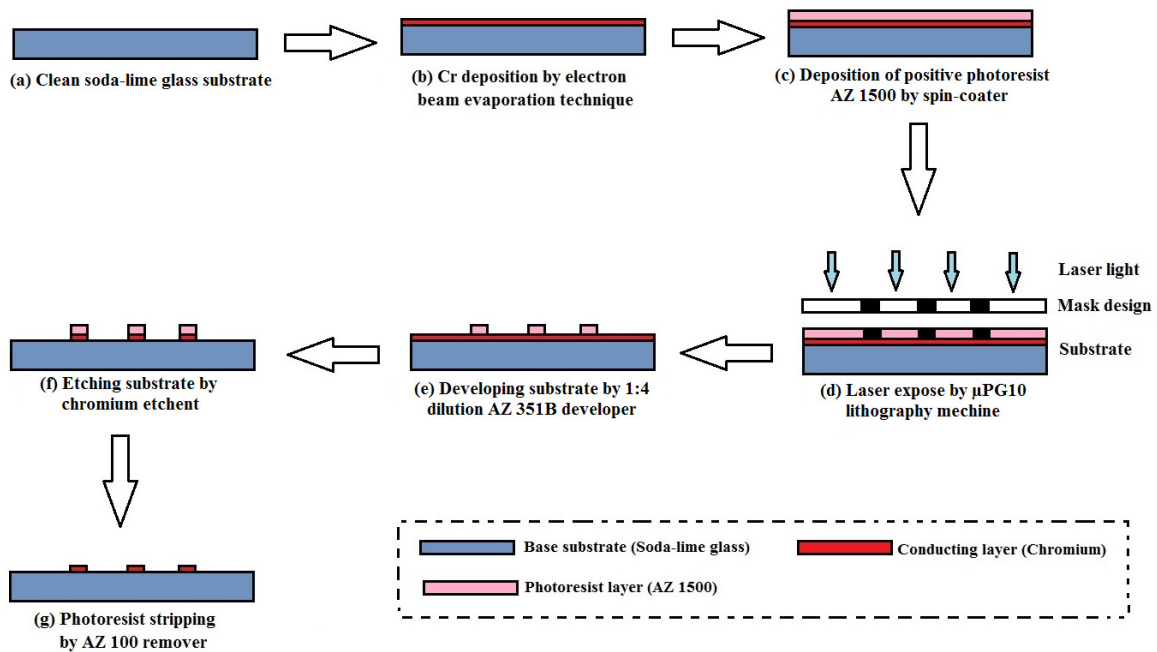 (a) Clean soda-lime glass substrate
(b) Cr deposition by electron
beam evaporation technique
(c) Deposition of positive photoresist
AZ 1500 by spin-coater
Laser light
Mask design
Substrate
(d) Laser expose by µPG10
lithography mechine
(e) Developing substrate by 1:4
dilution AZ 351B developer
(f) Etching substrate by
chromium etchent
(g) Photoresist stripping
by AZ 100 remover
Base substrate (Soda-lime glass)
Conducting layer (Chromium)
Photoresist layer (AZ 1500)